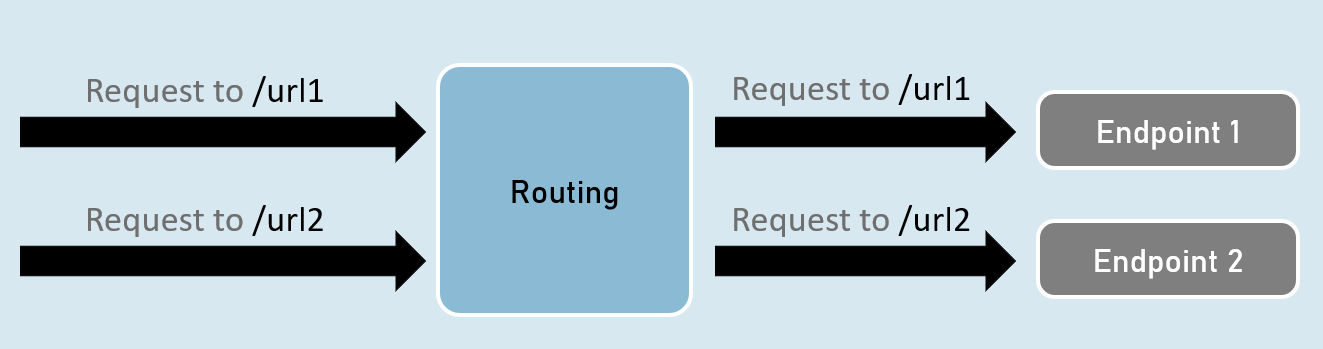 Request to /url1
Request to /url1
Endpoint 1
Routing
Request to /url2
Request to /url2
Endpoint 2